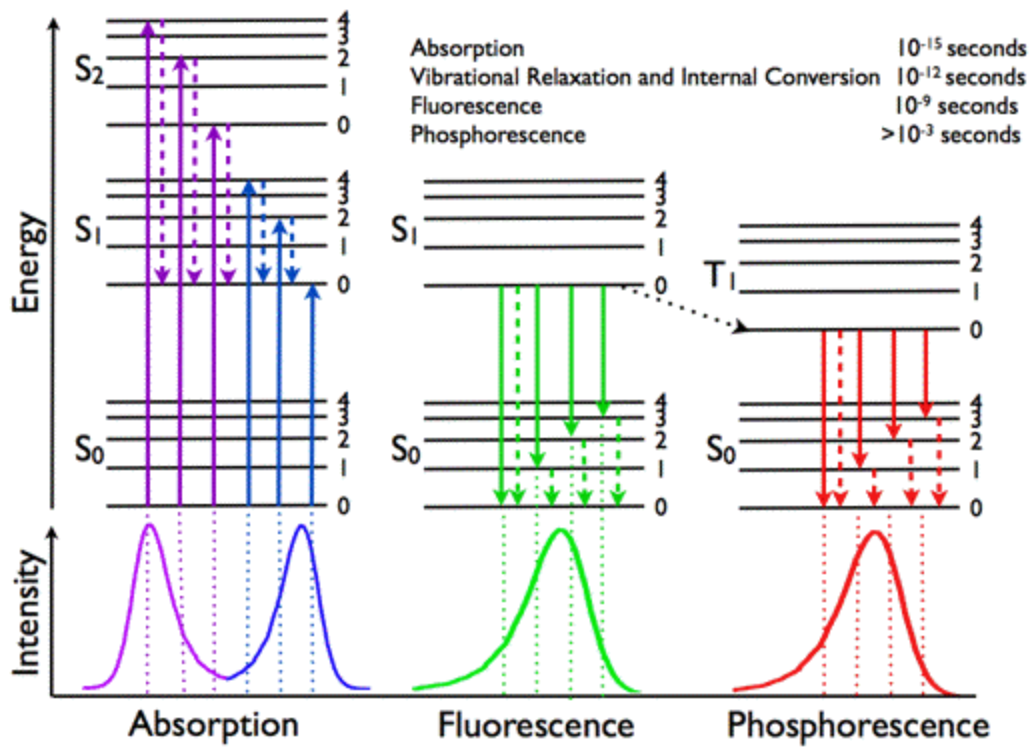 Absorption 10⁻¹⁵ seconds
Vibrational Relaxation and Internal Conversion 10⁻¹² seconds
Fluorescence 10⁻⁹ seconds
Phosphorescence >10⁻³ seconds
Energy
S₂
4
3
2
1
0
S₁
4
3
2
1
0
S₀
4
3
2
1
0
S₁
4
3
2
1
0
S₀
4
3
2
1
0
T₁
4
3
2
1
0
S₀
4
3
2
1
0
Intensity
Absorption
Fluorescence
Phosphorescence